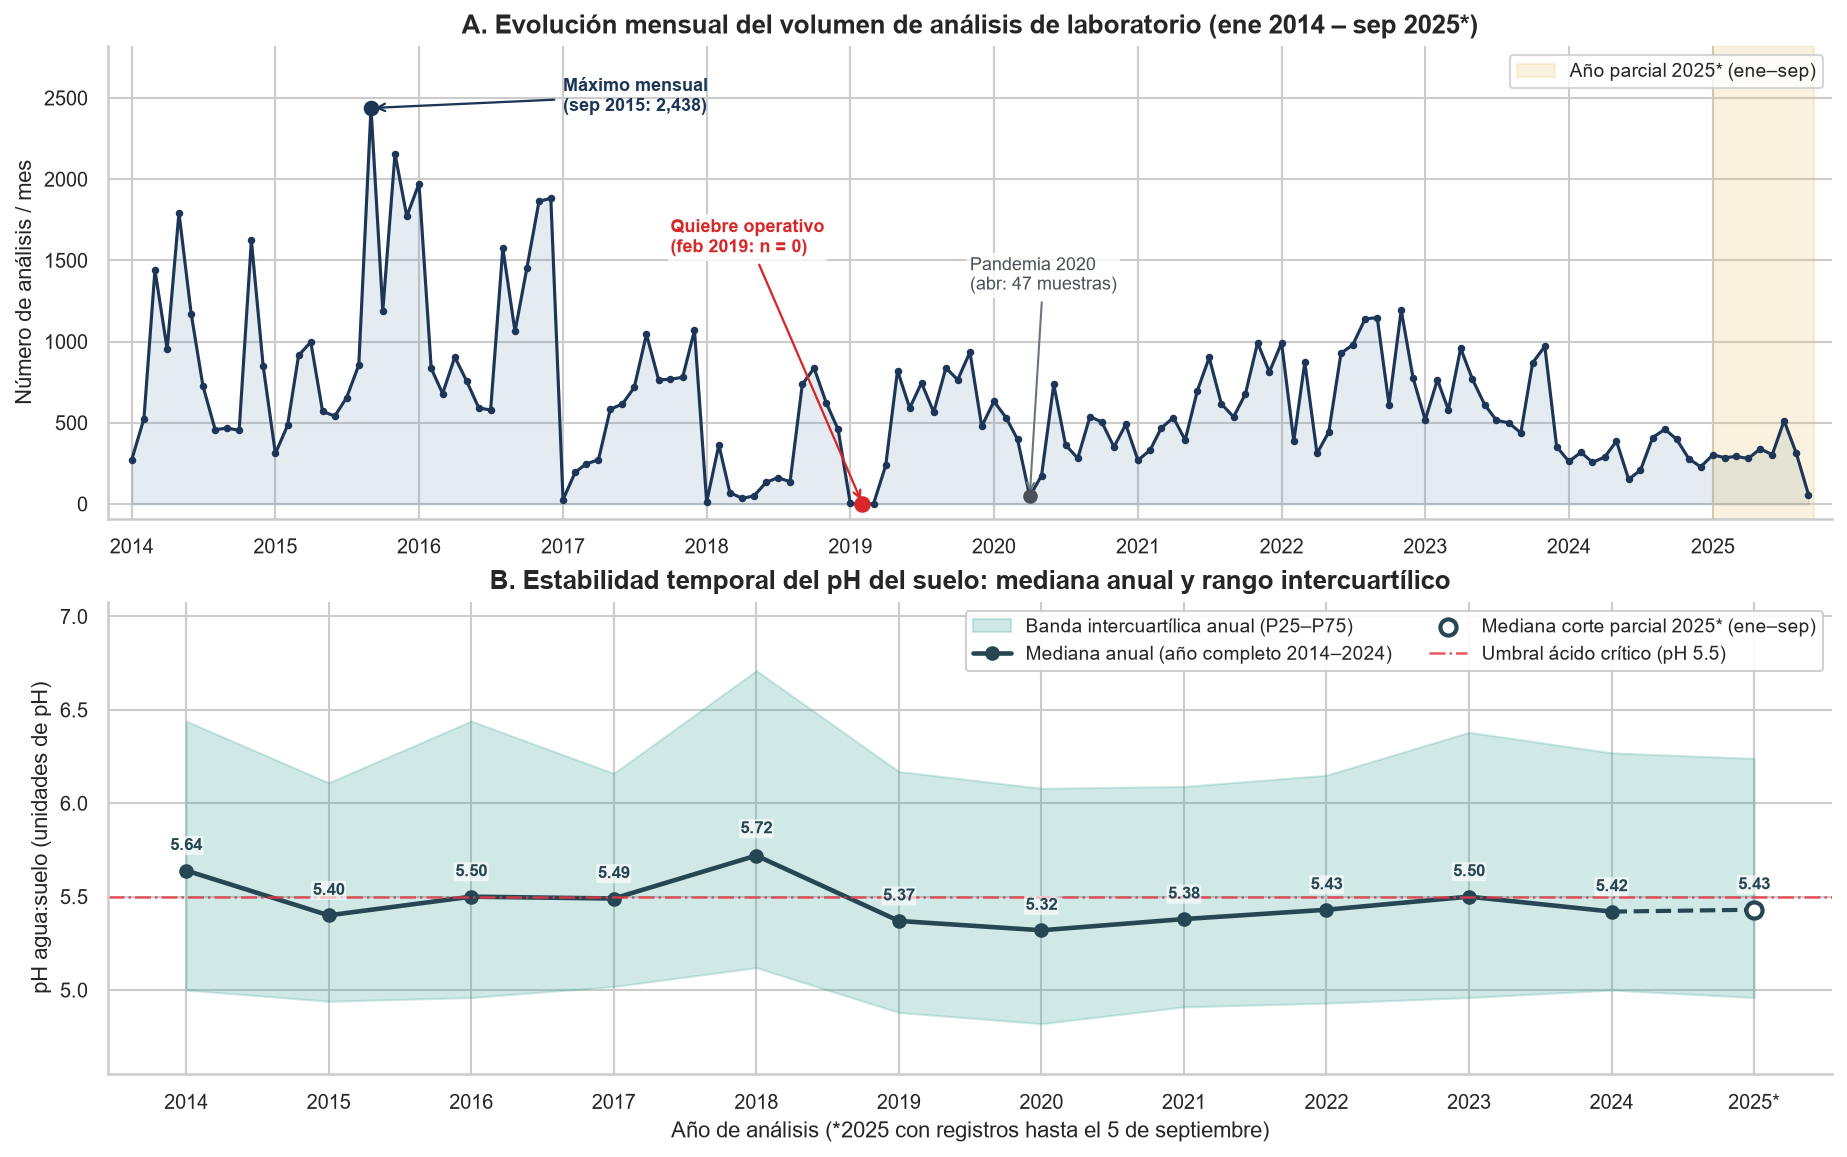 A. Evolución mensual del volumen de análisis de laboratorio (ene 2014 – sep 2025*)
Número de análisis / mes
2500
2000
1500
1000
500
0
Máximo mensual
(sep 2015: 2,438)
Quiebre operativo
(feb 2019: n = 0)
Pandemia 2020
(abr: 47 muestras)
Año parcial 2025* (ene–sep)
2014 2015 2016 2017 2018 2019 2020 2021 2022 2023 2024 2025
B. Estabilidad temporal del pH del suelo: mediana anual y rango intercuartílico
pH agua:suelo (unidades de pH)
7.0
6.5
6.0
5.5
5.0
Banda intercuartílica anual (P25–P75)
Mediana anual (año completo 2014–2024)
Mediana corte parcial 2025* (ene–sep)
Umbral ácido crítico (pH 5.5)
5.64 5.40 5.50 5.49 5.72 5.37 5.32 5.38 5.43 5.50 5.42 5.43
2014 2015 2016 2017 2018 2019 2020 2021 2022 2023 2024 2025*
Año de análisis (*2025 con registros hasta el 5 de septiembre)